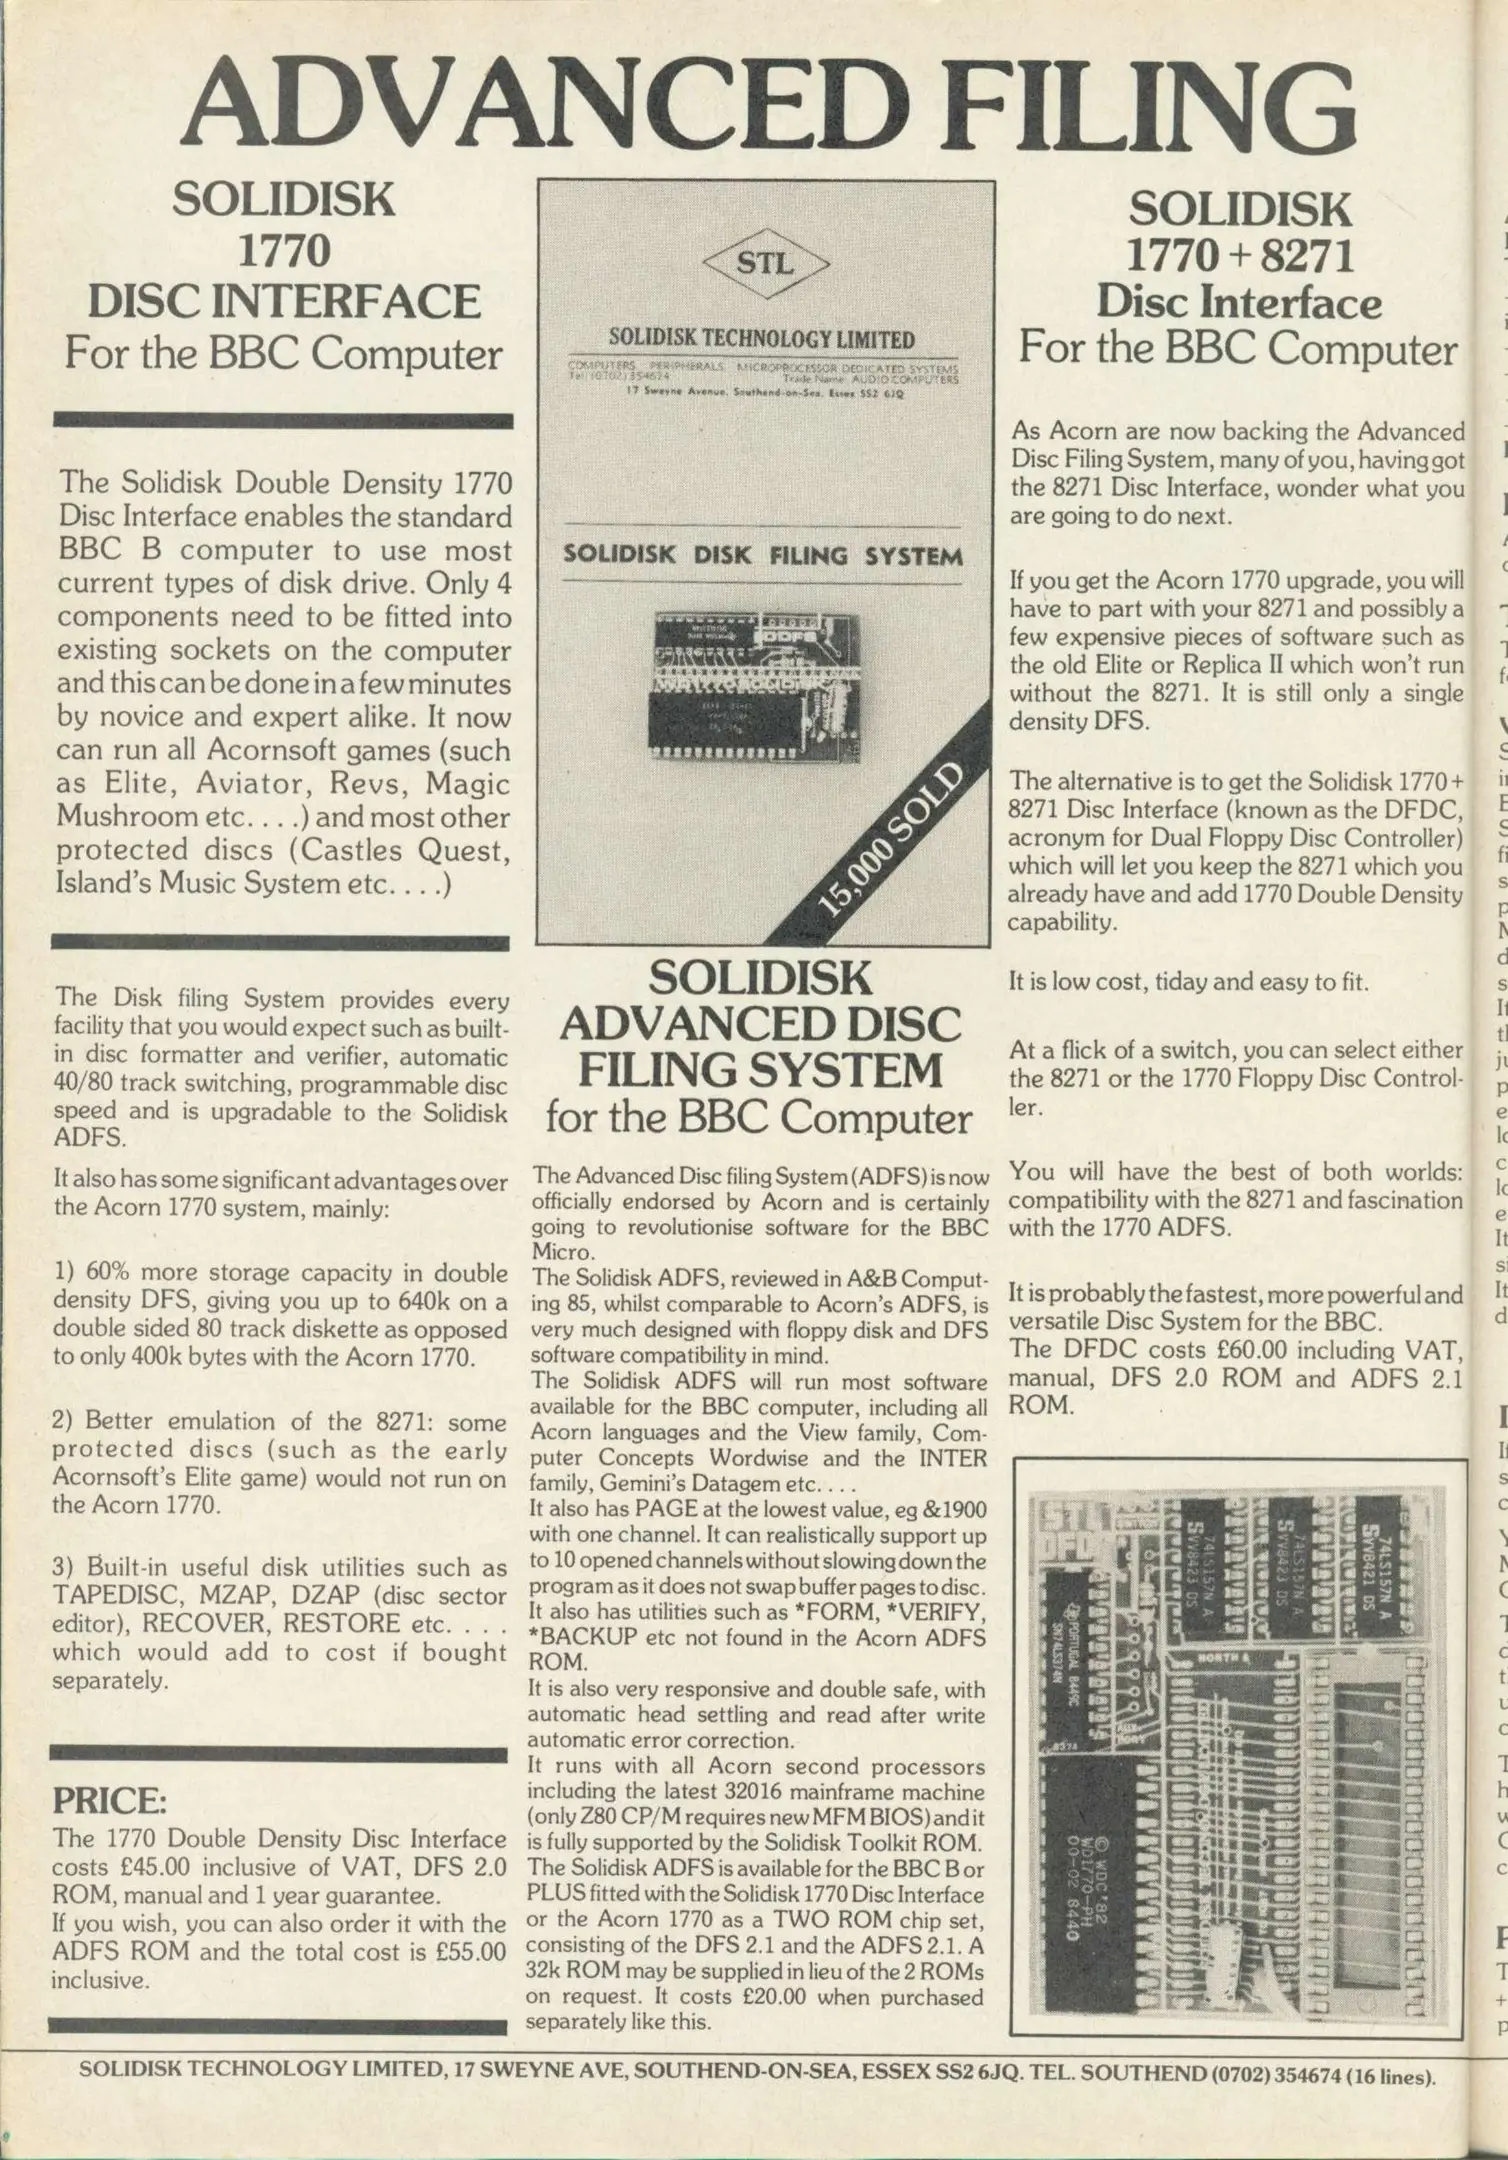 ADVANCED FILING
SOLIDISK
1770
DISC INTERFACE
For the BBC Computer
The Solidisk Double Density 1770
Disc Interface enables the standard
BBC B computer to use most
current types of disk drive. Only 4
components need to be fitted into
existing sockets on the computer
and this can be done in a few minutes
by novice and expert alike. It now
can run all Acornsoft games (such
as Elite, Aviator, Revs, Magic
Mushroom etc. . . .) and most other
protected discs (Castles Quest,
Island's Music System etc. . . .)
The Disk filing System provides every
facility that you would expect such as built-
in disc formatter and verifier, automatic
40/80 track switching, programmable disc
speed and is upgradable to the Solidisk
ADFS.
It also has some significant advantages over
the Acorn 1770 system, mainly:
1) 60% more storage capacity in double
density DFS, giving you up to 640k on a
double sided 80 track diskette as opposed
to only 400k bytes with the Acorn 1770.
2) Better emulation of the 8271: some
protected discs (such as the early
Acornsoft's Elite game) would not run on
the Acorn 1770.
3) Built-in useful disk utilities such as
TAPEDISC, MZAP, DZAP (disc sector
editor), RECOVER, RESTORE etc. . . .
which would add to cost if bought
separately.
PRICE:
The 1770 Double Density Disc Interface
costs £45.00 inclusive of VAT, DFS 2.0
ROM, manual and 1 year guarantee.
If you wish, you can also order it with the
ADFS ROM and the total cost is £55.00
inclusive.
STL
SOLIDISK TECHNOLOGY LIMITED
COMPUTERS PERIPHERALS MICROPROCESSOR DEDICATED SYSTEMS
Tel: (0702) 354674 Trade Name: AUDIO COMPUTERS
17 Sweyne Avenue, Southend-on-Sea, Essex SS2 6JQ
SOLIDISK DISK FILING SYSTEM
DDFS
15,000 SOLD
SOLIDISK
ADVANCED DISC
FILING SYSTEM
for the BBC Computer
The Advanced Disc filing System (ADFS) is now
officially endorsed by Acorn and is certainly
going to revolutionise software for the BBC
Micro.
The Solidisk ADFS, reviewed in A&B Comput-
ing 85, whilst comparable to Acorn's ADFS, is
very much designed with floppy disk and DFS
software compatibility in mind.
The Solidisk ADFS will run most software
available for the BBC computer, including all
Acorn languages and the View family, Com-
puter Concepts Wordwise and the INTER
family, Gemini's Datagem etc. . . .
It also has PAGE at the lowest value, eg &1900
with one channel. It can realistically support up
to 10 opened channels without slowing down the
program as it does not swap buffer pages to disc.
It also has utilities such as *FORM, *VERIFY,
*BACKUP etc not found in the Acorn ADFS
ROM.
It is also very responsive and double safe, with
automatic head settling and read after write
automatic error correction.
It runs with all Acorn second processors
including the latest 32016 mainframe machine
(only Z80 CP/M requires new MFM BIOS) and it
is fully supported by the Solidisk Toolkit ROM.
The Solidisk ADFS is available for the BBC B or
PLUS fitted with the Solidisk 1770 Disc Interface
or the Acorn 1770 as a TWO ROM chip set,
consisting of the DFS 2.1 and the ADFS 2.1. A
32k ROM may be supplied in lieu of the 2 ROMs
on request. It costs £20.00 when purchased
separately like this.
SOLIDISK
1770 + 8271
Disc Interface
For the BBC Computer
As Acorn are now backing the Advanced
Disc Filing System, many of you, having got
the 8271 Disc Interface, wonder what you
are going to do next.
If you get the Acorn 1770 upgrade, you will
have to part with your 8271 and possibly a
few expensive pieces of software such as
the old Elite or Replica II which won't run
without the 8271. It is still only a single
density DFS.
The alternative is to get the Solidisk 1770 +
8271 Disc Interface (known as the DFDC,
acronym for Dual Floppy Disc Controller)
which will let you keep the 8271 which you
already have and add 1770 Double Density
capability.
It is low cost, tiday and easy to fit.
At a flick of a switch, you can select either
the 8271 or the 1770 Floppy Disc Control-
ler.
You will have the best of both worlds:
compatibility with the 8271 and fascination
with the 1770 ADFS.
It is probably the fastest, more powerful and
versatile Disc System for the BBC.
The DFDC costs £60.00 including VAT,
manual, DFS 2.0 ROM and ADFS 2.1
ROM.
STL
74LS157N A
SVV8423 DS
74LS157N A
SVV8423 DS
74LS157N A
SVV8421 DS
PORTUGAL 8449C
SN74LS374N
NORTH A
© WDC '82
WD1770-PH
00-02 8440
SOLIDISK TECHNOLOGY LIMITED, 17 SWEYNE AVE, SOUTHEND-ON-SEA, ESSEX SS2 6JQ. TEL. SOUTHEND (0702) 354674 (16 lines).